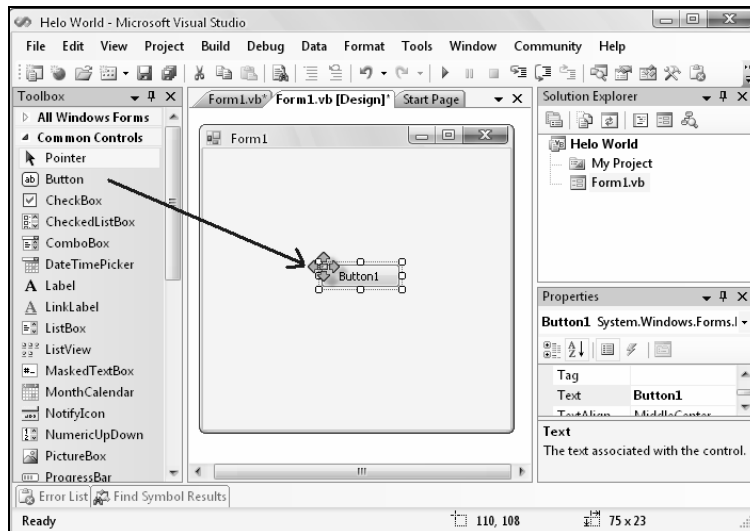 Helo World - Microsoft Visual Studio
File Edit View Project Build Debug Data Format Tools Window Community Help
Toolbox
All Windows Forms
Common Controls
Pointer
Button
CheckBox
CheckedListBox
ComboBox
DateTimePicker
Label
LinkLabel
ListBox
ListView
MaskedTextBox
MonthCalendar
NotifyIcon
NumericUpDown
PictureBox
ProgressBar
Form1.vb* Form1.vb [Design]* Start Page
Form1
Button1
Solution Explorer
Helo World
My Project
Form1.vb
Properties
Button1 System.Windows.Forms.
Tag
Text Button1
TextAlign MiddleCenter
Text
The text associated with the control.
Error List Find Symbol Results
Ready 110, 108 75 x 23